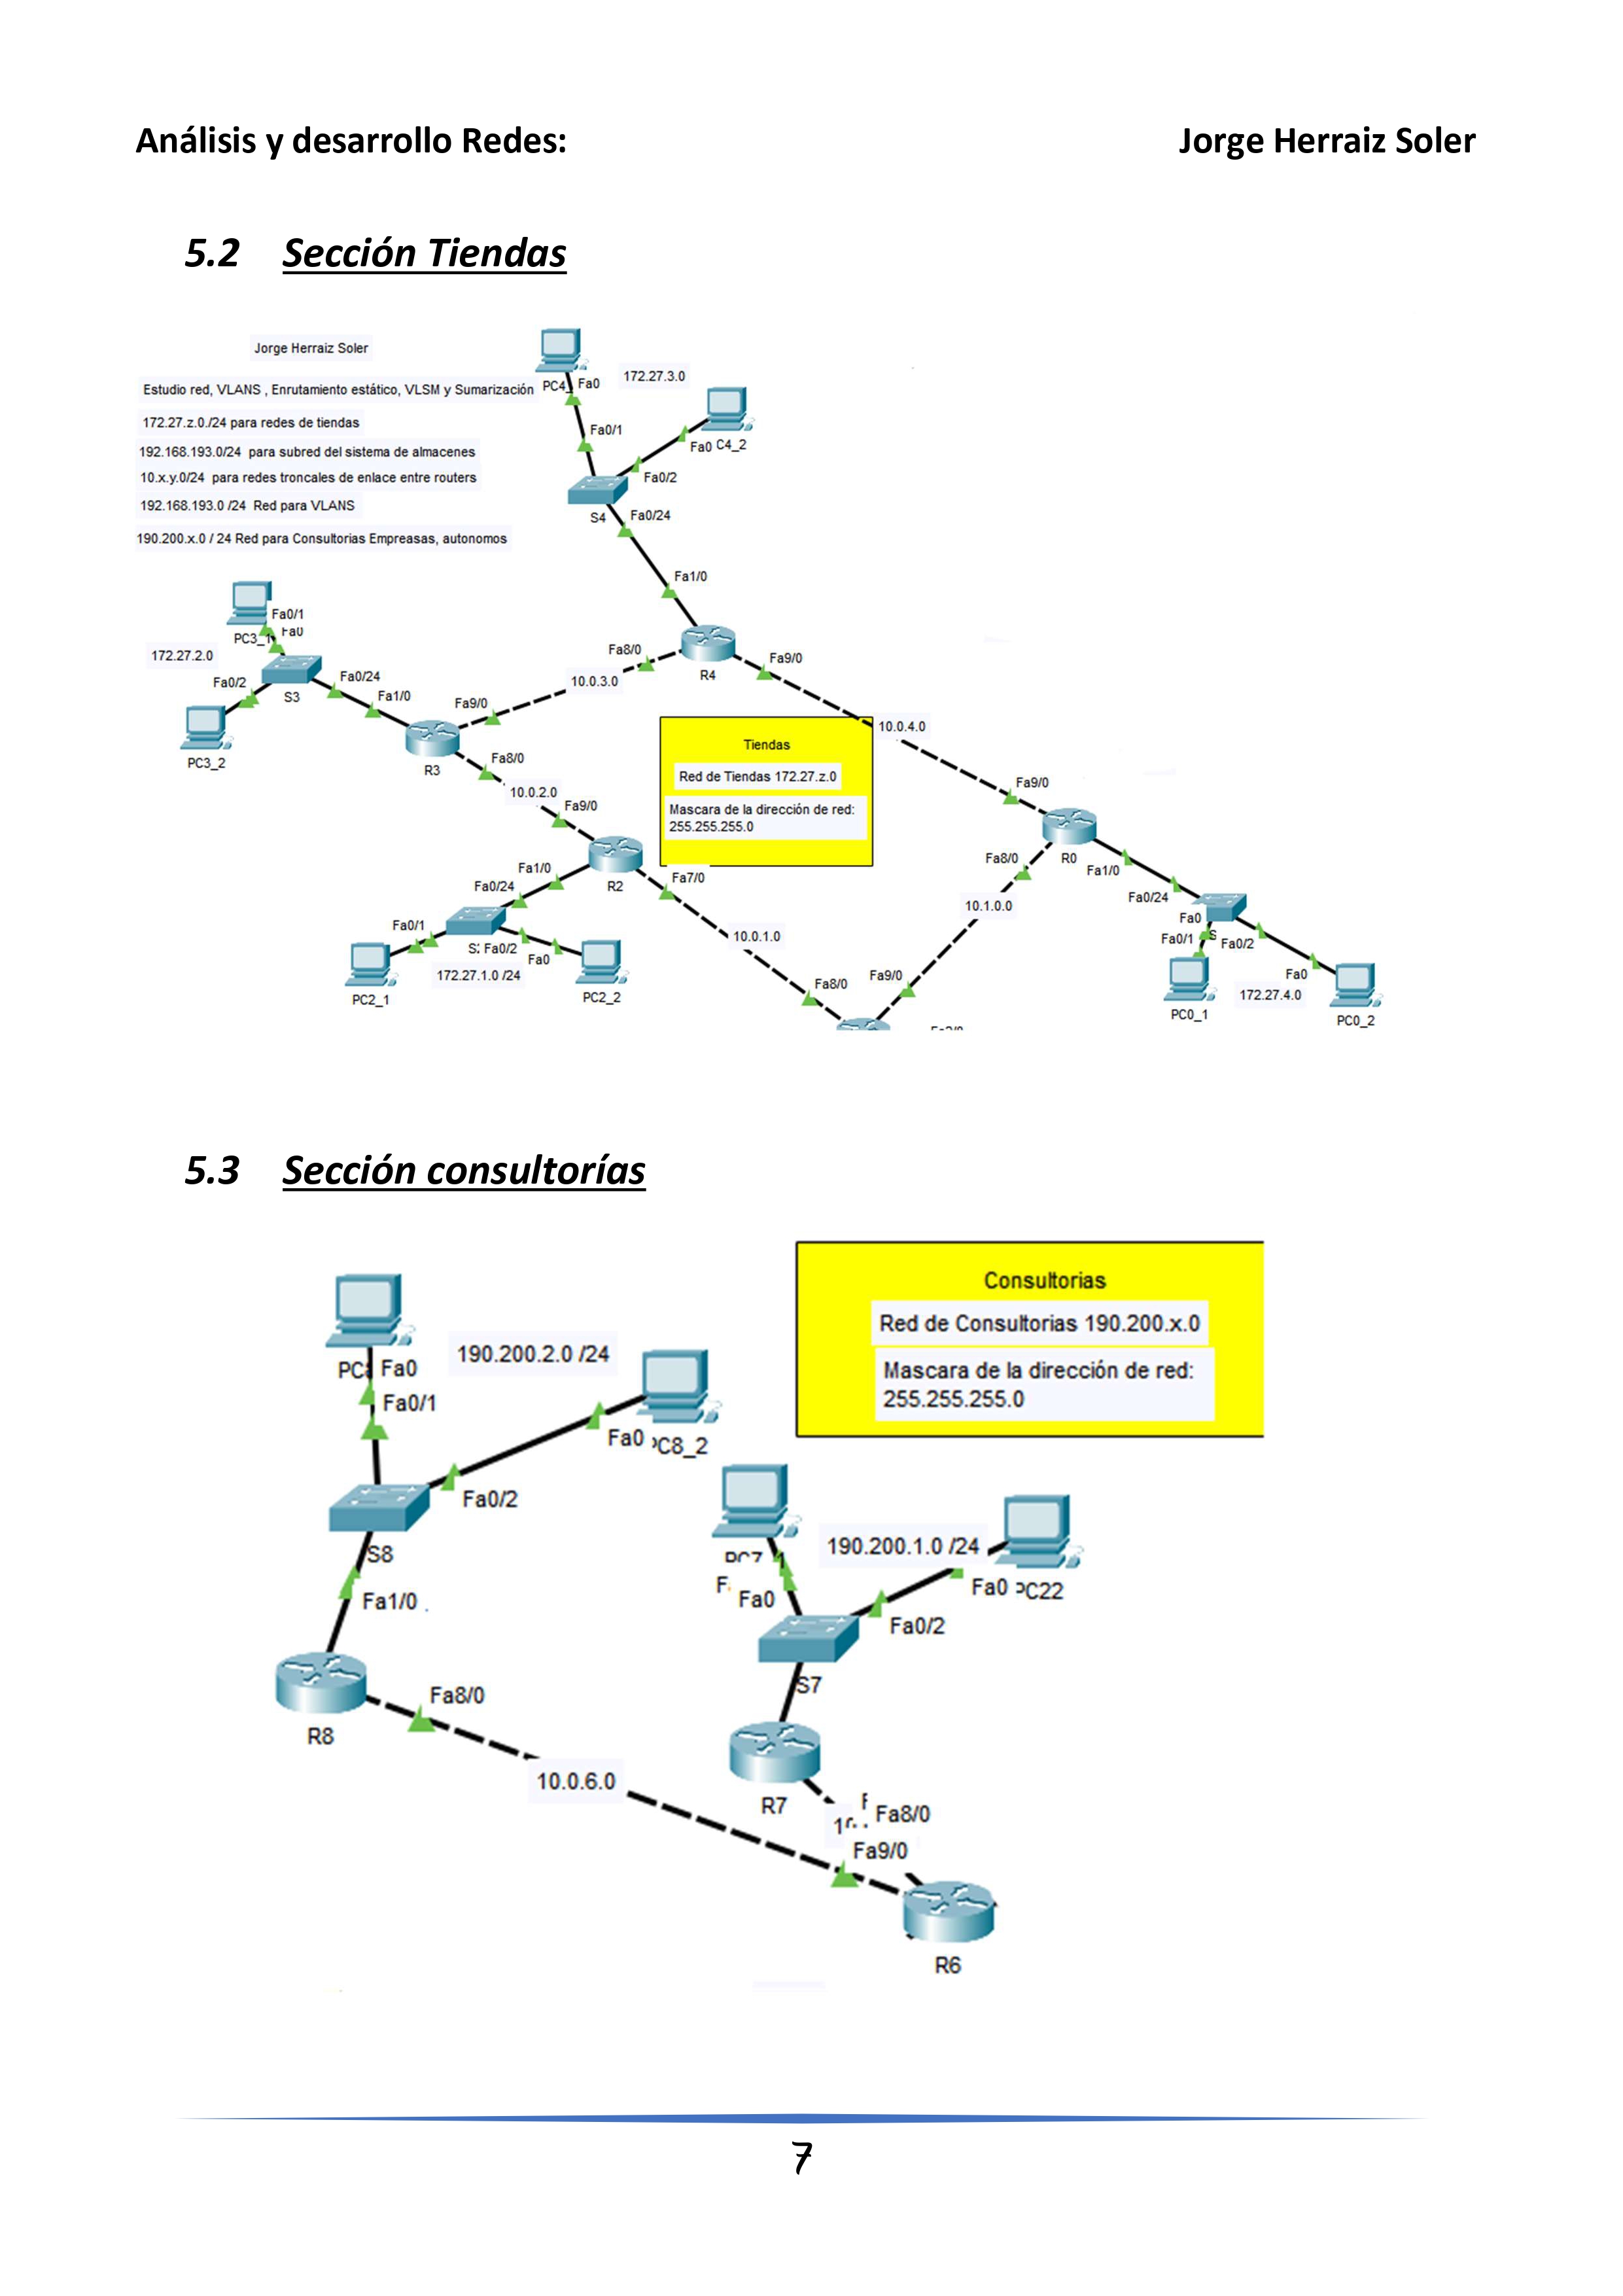 Análisis y desarrollo Redes: Jorge Herraiz Soler
5.2 Sección Tiendas
Jorge Herraiz Soler
Estudio red, VLANS , Enrutamiento estático, VLSM y Sumarización
172.27.z.0./24 para redes de tiendas
192.168.193.0/24 para subred del sistema de almacenes
10.x.y.0/24 para redes troncales de enlace entre routers
192.168.193.0 /24 Red para VLANS
190.200.x.0 / 24 Red para Consultorias Empreasas, autonomos
PC4_ Fa0
172.27.3.0
Fa0/1
Fa0 C4_2
Fa0/2
S4
Fa0/24
Fa1/0
Fa0/1
Fa0
PC3_1
172.27.2.0
Fa0/2
S3
Fa0/24
Fa1/0
PC3_2
Fa9/0
R3
Fa8/0
10.0.3.0
Fa8/0
R4
Fa9/0
10.0.4.0
Tiendas
Red de Tiendas 172.27.z.0
Mascara de la dirección de red:
255.255.255.0
10.0.2.0
Fa9/0
Fa1/0
R2
Fa7/0
Fa0/24
Fa0/1
Fa0/2
Fa0
172.27.1.0 /24
PC2_1
PC2_2
10.0.1.0
Fa8/0
Fa9/0
10.1.0.0
Fa8/0
Fa9/0
R0
Fa1/0
Fa0/24
Fa0
Fa0/1
S
Fa0/2
Fa0
172.27.4.0
PC0_1
PC0_2
5.3 Sección consultorías
Consultorias
Red de Consultorias 190.200.x.0
Mascara de la dirección de red:
255.255.255.0
190.200.2.0 /24
Fa0
Fa0/1
Fa0 PC8_2
Fa0/2
S8
Fa1/0
R8
Fa8/0
10.0.6.0
190.200.1.0 /24
Fa0
Fa0 PC22
Fa0/2
S7
R7
Fa8/0
Fa9/0
R6
7